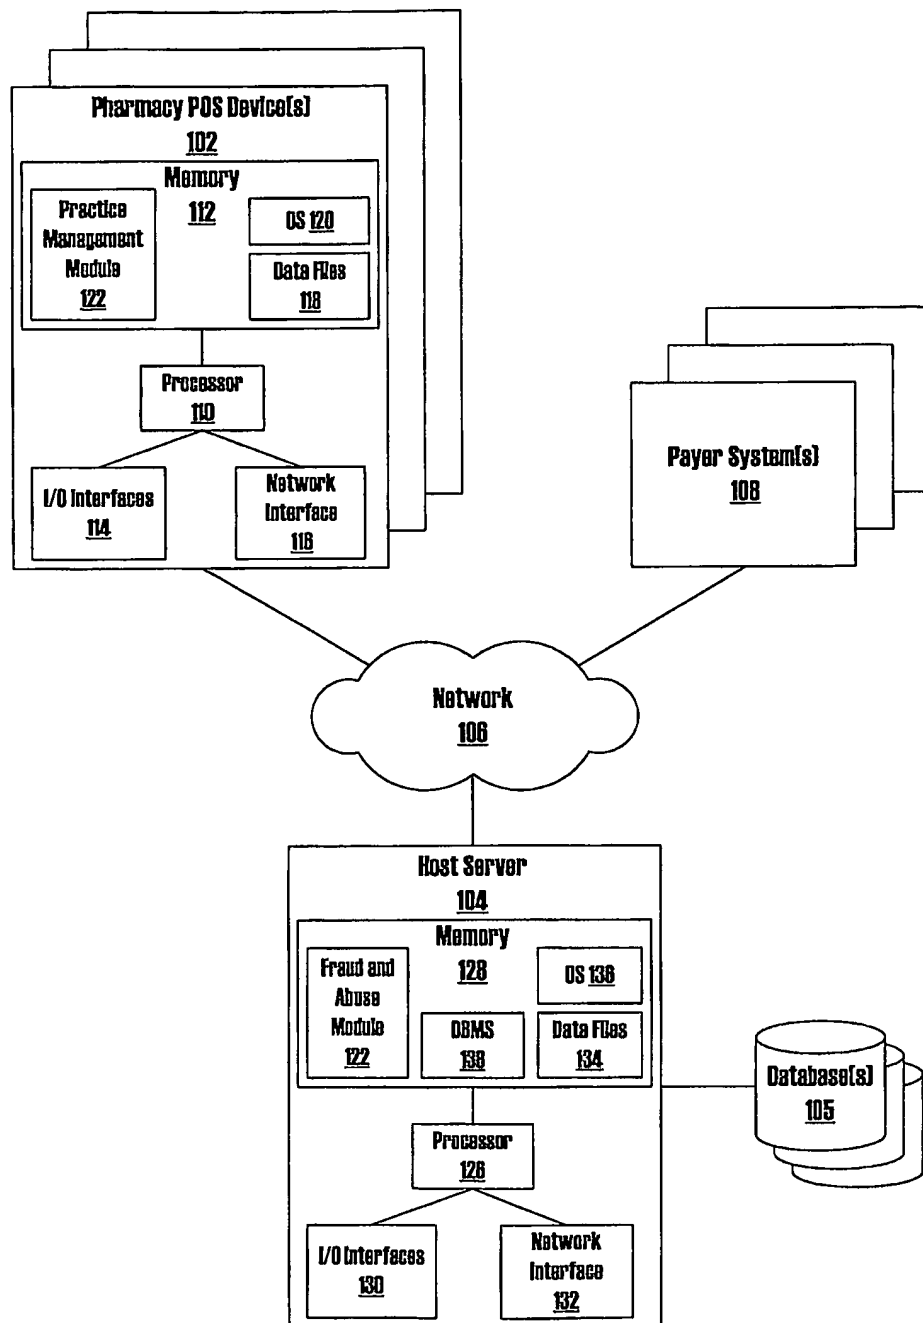 Pharmacy POS Device(s)
102
Memory
112
Practice
Management
Module
122
OS 120
Data Files
118
Processor
110
I/O Interfaces
114
Network
Interface
116
Payer System(s)
108
Network
106
Host Server
104
Memory
128
Fraud and
Abuse
Module
122
DBMS
138
OS 136
Data Files
134
Processor
126
I/O Interfaces
130
Network
Interface
132
Database(s)
105